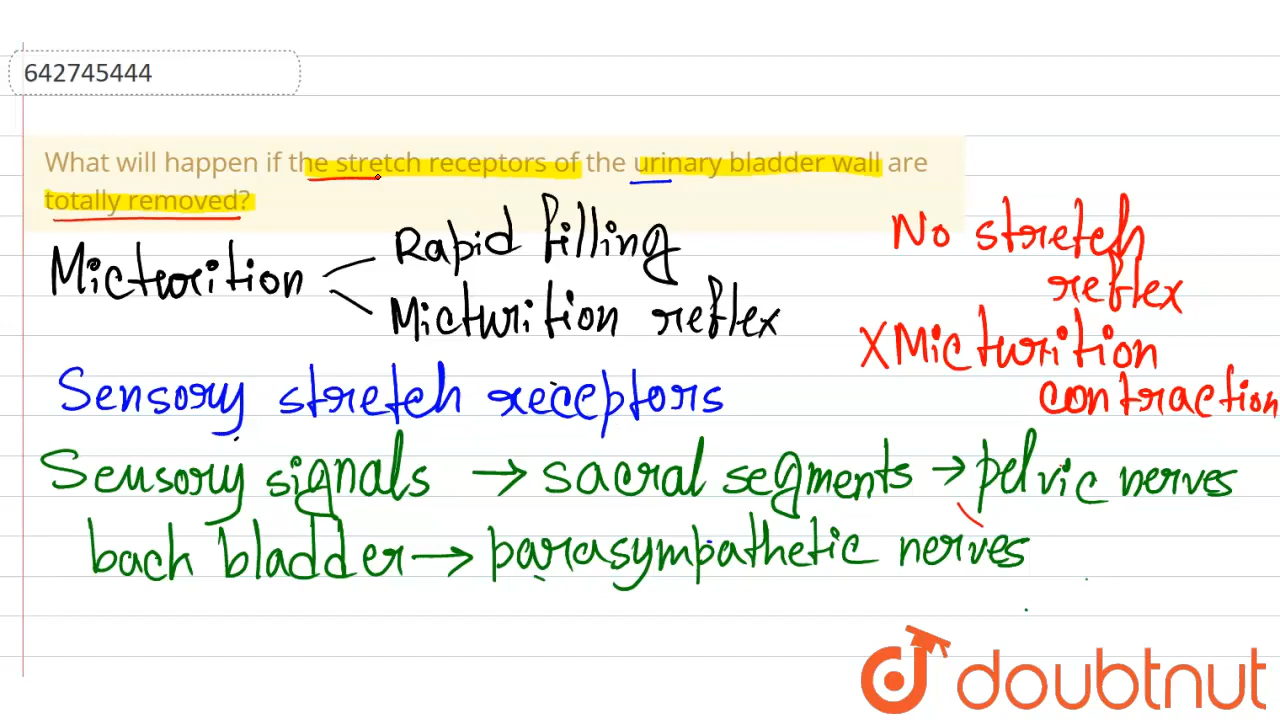 642745444
What will happen if the stretch receptors of the urinary bladder wall are
totally removed?
Micturition
Rapid filling
Micturition reflex
No stretch
reflex
X Micturition
contraction
Sensory stretch receptors
Sensory signals → sacral segments → pelvic nerves
back bladder → parasympathetic nerves
doubtnut